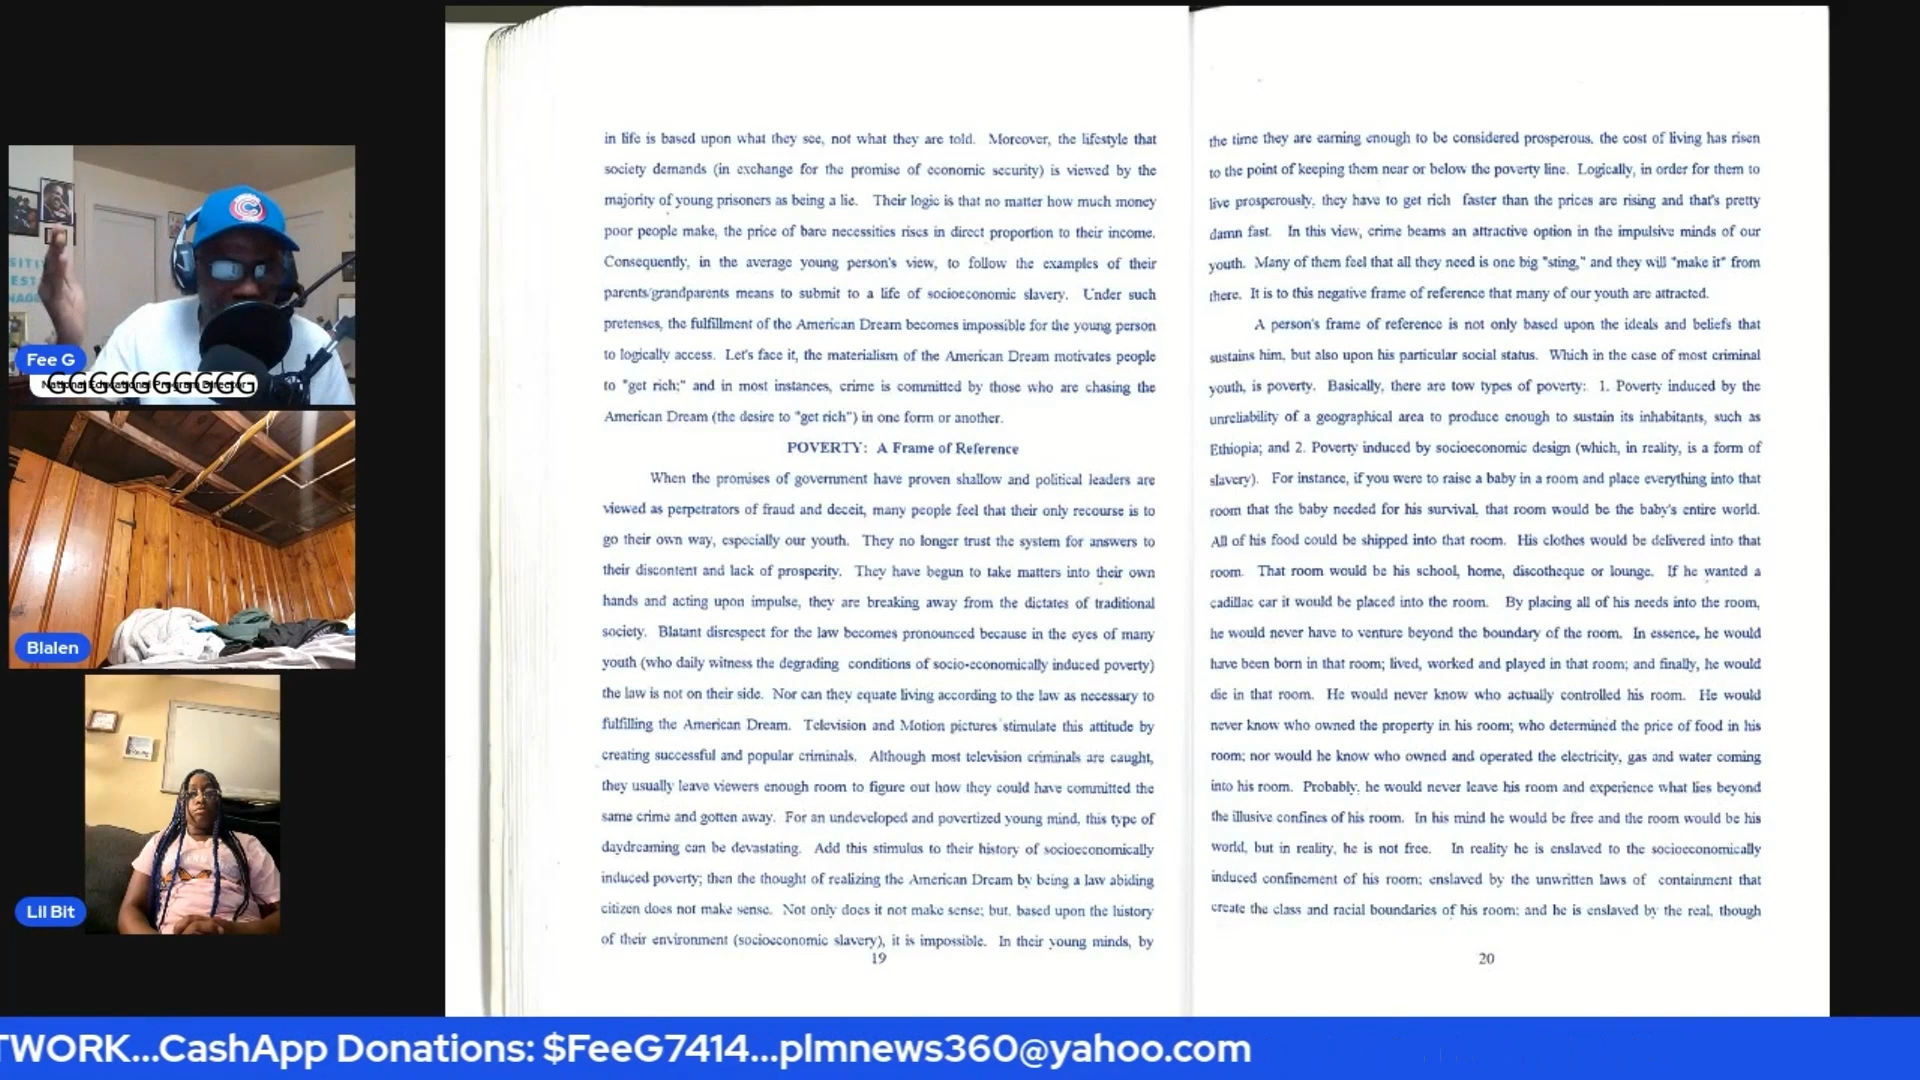 in life is based upon what they see, not what they are told. Moreover, the lifestyle that
society demands (in exchange for the promise of economic security) is viewed by the
majority of young prisoners as being a lie. Their logic is that no matter how much money
poor people make, the price of bare necessities rises in direct proportion to their income.
Consequently, in the average young person's view, to follow the examples of their
parents/grandparents means to submit to a life of socioeconomic slavery. Under such
pretenses, the fulfillment of the American Dream becomes impossible for the young person
to logically access. Let's face it, the materialism of the American Dream motivates people
to "get rich;" and in most instances, crime is committed by those who are chasing the
American Dream (the desire to "get rich") in one form or another.
POVERTY: A Frame of Reference
When the promises of government have proven shallow and political leaders are
viewed as perpetrators of fraud and deceit, many people feel that their only recourse is to
go their own way, especially our youth. They no longer trust the system for answers to
their discontent and lack of prosperity. They have begun to take matters into their own
hands and acting upon impulse, they are breaking away from the dictates of traditional
society. Blatant disrespect for the law becomes pronounced because in the eyes of many
youth (who daily witness the degrading conditions of socio-economically induced poverty)
the law is not on their side. Nor can they equate living according to the law as necessary to
fulfilling the American Dream. Television and Motion pictures stimulate this attitude by
creating successful and popular criminals. Although most television criminals are caught,
they usually leave viewers enough room to figure out how they could have committed the
same crime and gotten away. For an undeveloped and povertized young mind, this type of
daydreaming can be devastating. Add this stimulus to their history of socioeconomically
induced poverty; then the thought of realizing the American Dream by being a law abiding
citizen does not make sense. Not only does it not make sense; but, based upon the history
of their environment (socioeconomic slavery), it is impossible. In their young minds, by
19
the time they are earning enough to be considered prosperous, the cost of living has risen
to the point of keeping them near or below the poverty line. Logically, in order for them to
live prosperously, they have to get rich faster than the prices are rising and that's pretty
damn fast. In this view, crime beams an attractive option in the impulsive minds of our
youth. Many of them feel that all they need is one big "sting," and they will "make it" from
there. It is to this negative frame of reference that many of our youth are attracted.
A person's frame of reference is not only based upon the ideals and beliefs that
sustains him, but also upon his particular social status. Which in the case of most criminal
youth, is poverty. Basically, there are tow types of poverty: 1. Poverty induced by the
unreliability of a geographical area to produce enough to sustain its inhabitants, such as
Ethiopia; and 2. Poverty induced by socioeconomic design (which, in reality, is a form of
slavery). For instance, if you were to raise a baby in a room and place everything into that
room that the baby needed for his survival, that room would be the baby's entire world.
All of his food could be shipped into that room. His clothes would be delivered into that
room. That room would be his school, home, discotheque or lounge. If he wanted a
cadillac car it would be placed into the room. By placing all of his needs into the room,
he would never have to venture beyond the boundary of the room. In essence, he would
have been born in that room; lived, worked and played in that room; and finally, he would
die in that room. He would never know who actually controlled his room. He would
never know who owned the property in his room; who determined the price of food in his
room; nor would he know who owned and operated the electricity, gas and water coming
into his room. Probably, he would never leave his room and experience what lies beyond
the illusive confines of his room. In his mind he would be free and the room would be his
world, but in reality, he is not free. In reality he is enslaved to the socioeconomically
induced confinement of his room; enslaved by the unwritten laws of containment that
create the class and racial boundaries of his room; and he is enslaved by the real, though
20
Fee G
National Educational Program Director
Blalen
Lil Bit
TWORK...CashApp Donations: $FeeG7414...plmnews360@yahoo.com